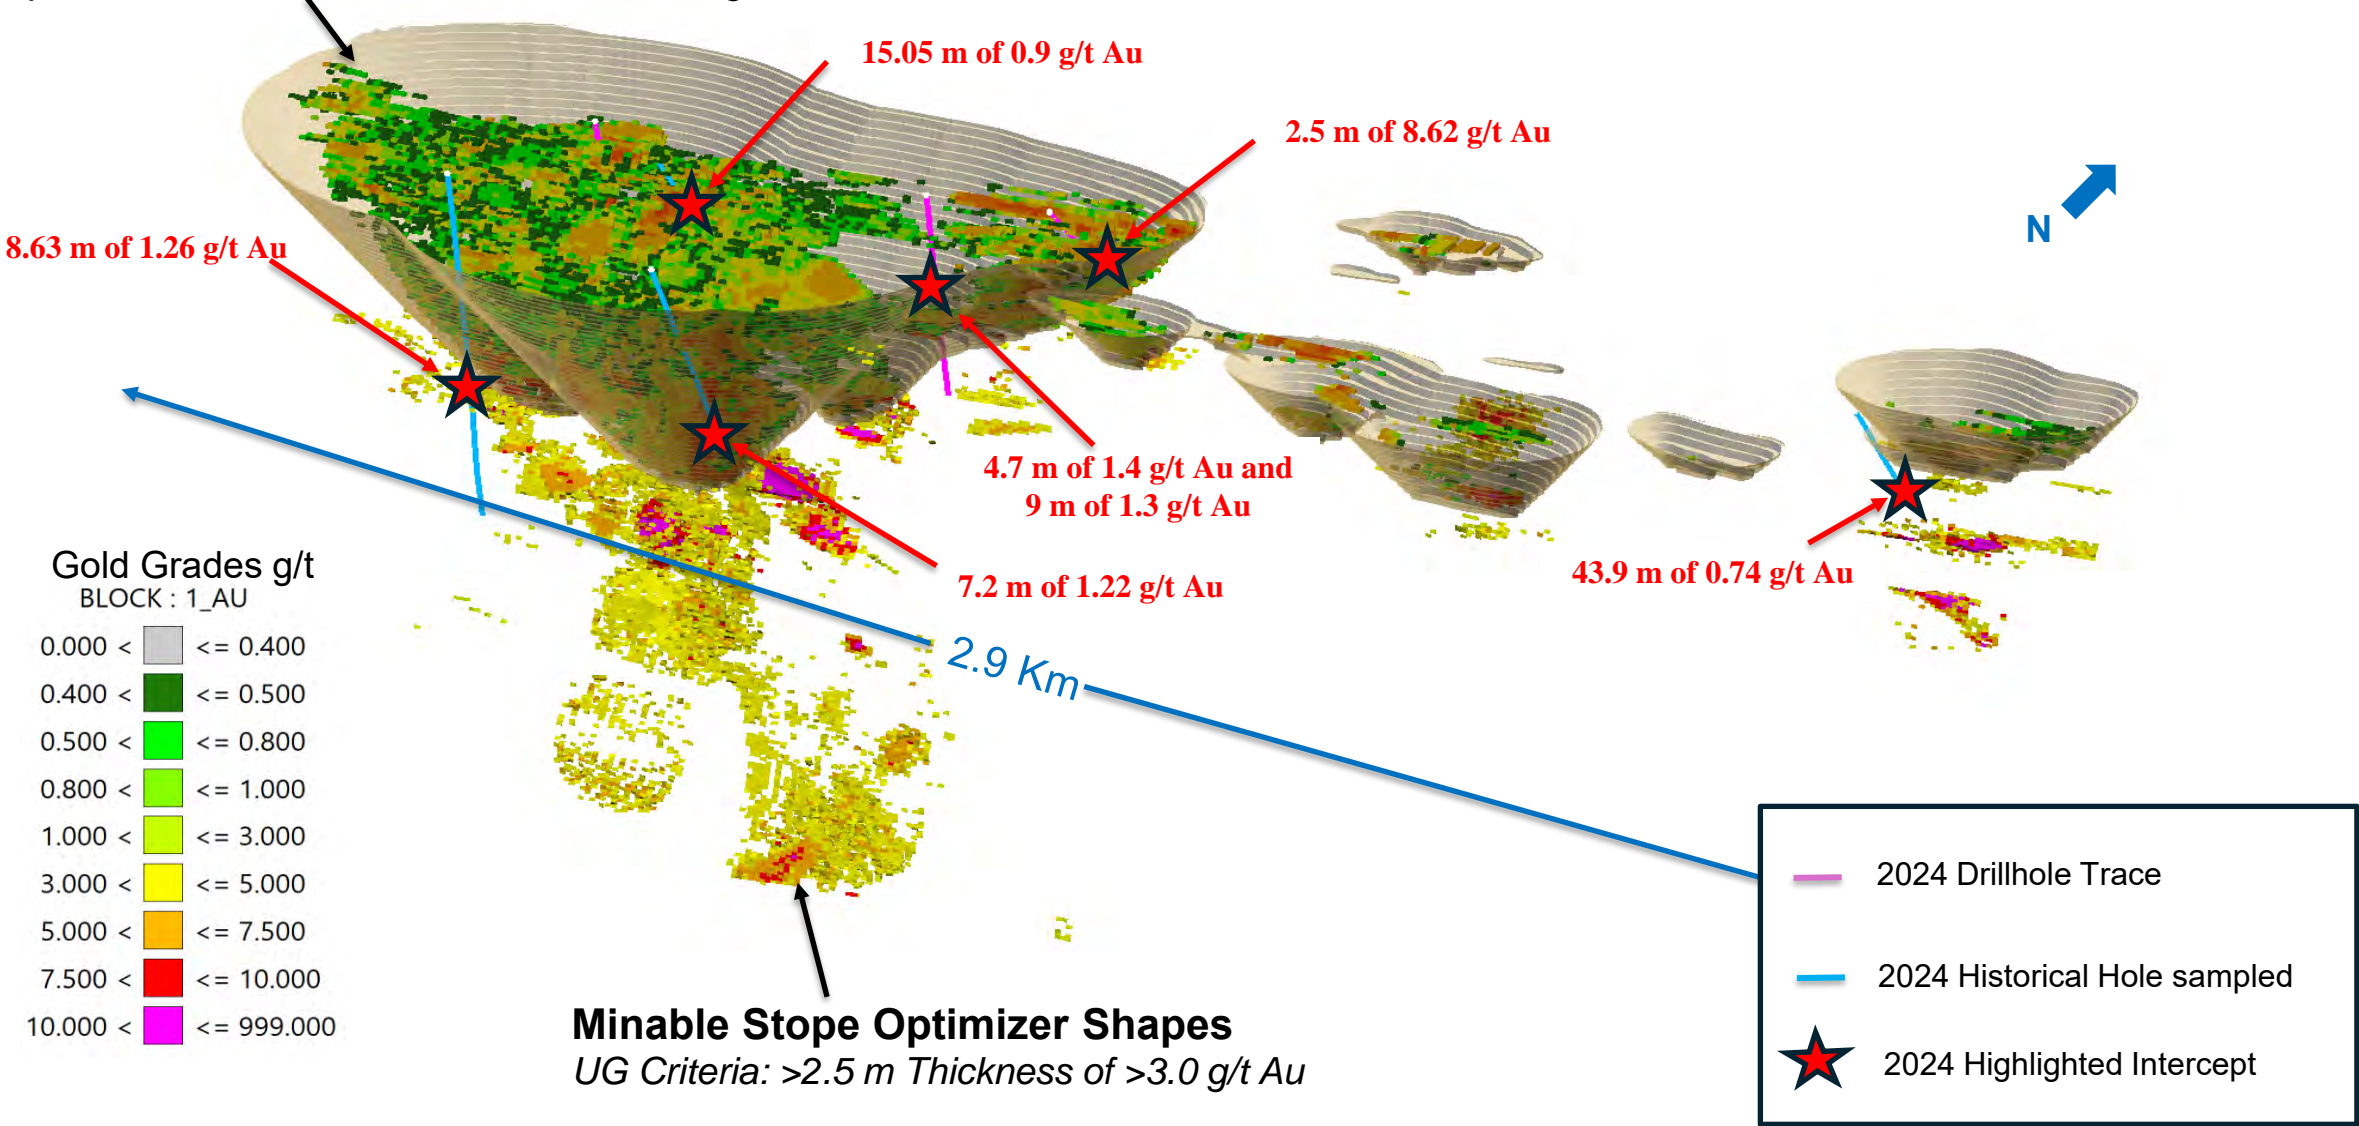 15.05 m of 0.9 g/t Au
2.5 m of 8.62 g/t Au
N
8.63 m of 1.26 g/t Au
4.7 m of 1.4 g/t Au and
9 m of 1.3 g/t Au
7.2 m of 1.22 g/t Au
43.9 m of 0.74 g/t Au
2.9 Km
Gold Grades g/t
BLOCK : 1_AU
0.000 < <= 0.400
0.400 < <= 0.500
0.500 < <= 0.800
0.800 < <= 1.000
1.000 < <= 3.000
3.000 < <= 5.000
5.000 < <= 7.500
7.500 < <= 10.000
10.000 < <= 999.000
Minable Stope Optimizer Shapes
UG Criteria: >2.5 m Thickness of >3.0 g/t Au
2024 Drillhole Trace
2024 Historical Hole sampled
2024 Highlighted Intercept